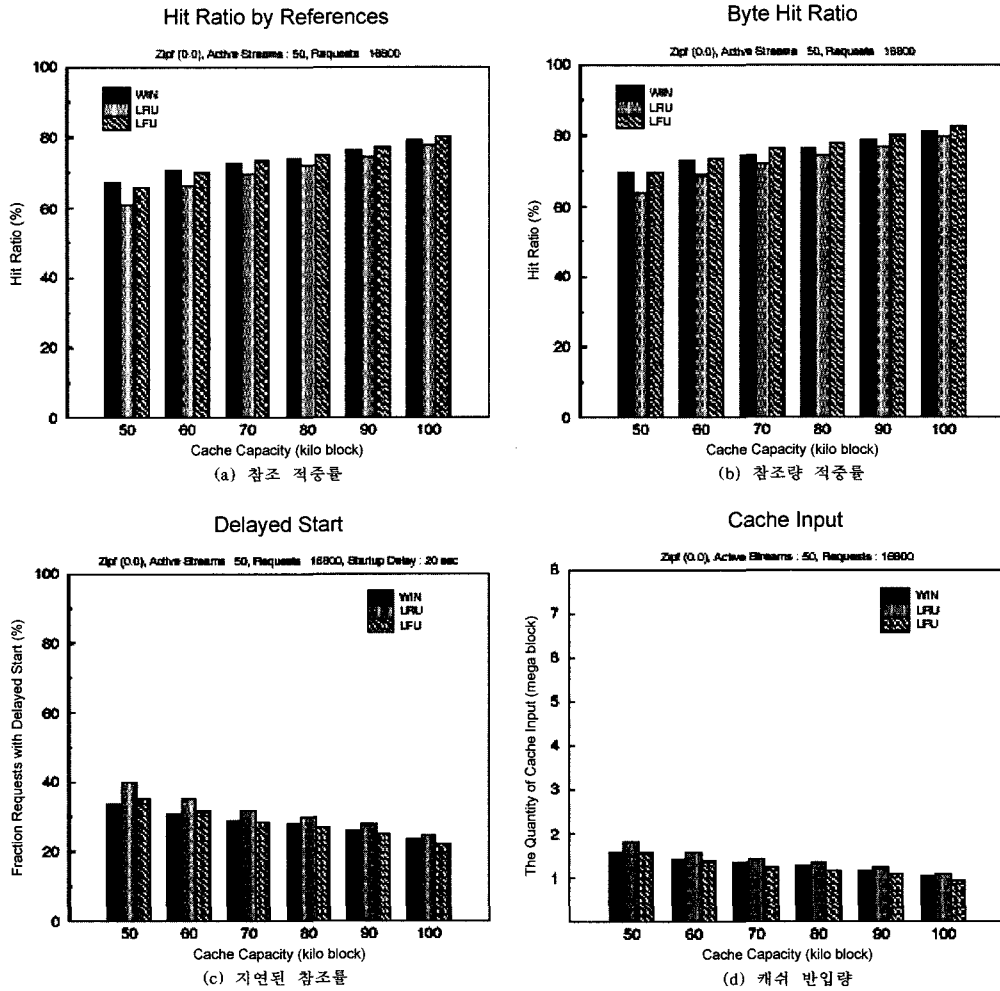 Hit Ratio by References
Zipf (0.0), Active Streams : 50, Requests 16800
100
80
60
40
20
0
Hit Ratio (%)
WIN
LRU
LFU
50 60 70 80 90 100
Cache Capacity (kilo block)
(a) 참조 적중률
Byte Hit Ratio
Zipf (0.0), Active Streams 50, Requests 16800
100
80
60
40
20
0
Hit Ratio (%)
WIN
LRU
LFU
50 60 70 80 90 100
Cache Capacity (kilo block)
(b) 참조량 적중률
Delayed Start
Zipf (0.0), Active Streams 50, Requests 16800, Startup Delay : 20 sec
100
80
60
40
20
0
Fraction Requests with Delayed Start (%)
WIN
LRU
LFU
50 60 70 80 90 100
Cache Capacity (kilo block)
(c) 지연된 참조률
Cache Input
Zipf (0.0), Active Streams : 50, Requests : 16800
8
7
6
5
4
3
2
1
The Quantity of Cache Input (mega block)
WIN
LRU
LFU
50 60 70 80 90 100
Cache Capacity (kilo block)
(d) 캐쉬 반입량